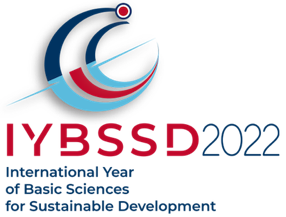 IYBSSD2022
International Year
of Basic Sciences
for Sustainable Development